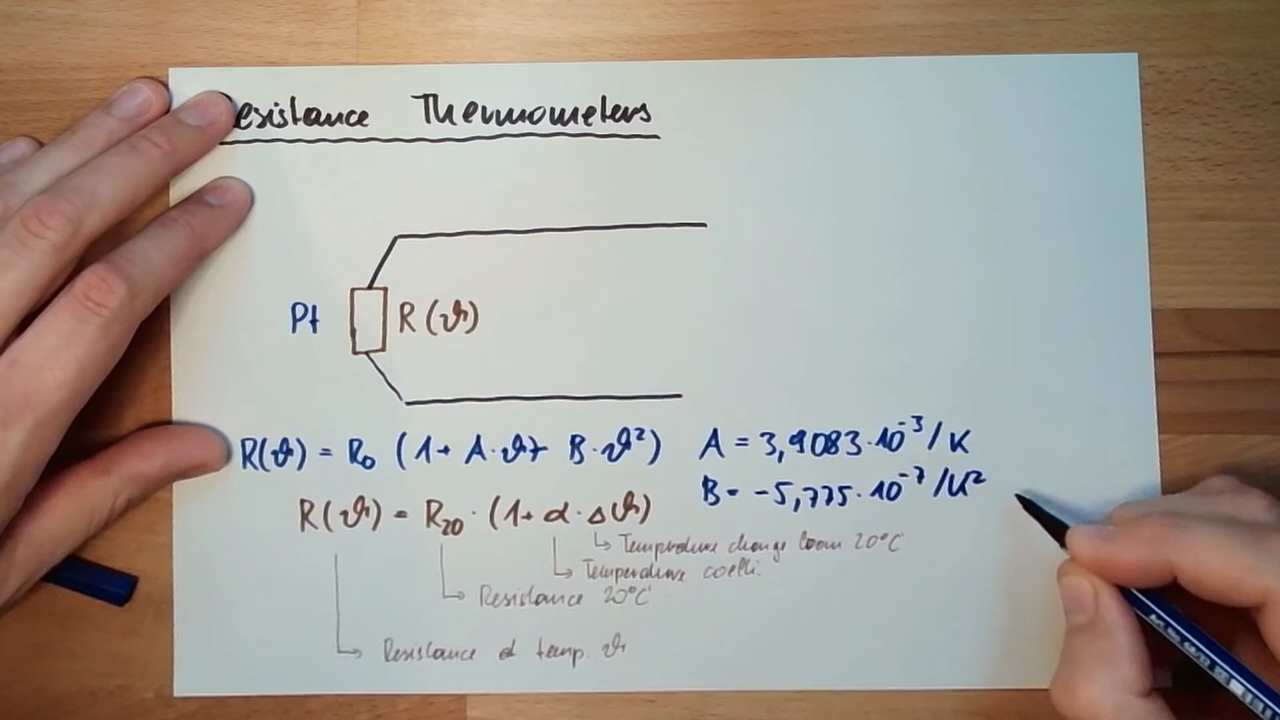 esistance Thermometers
Pt R(ϑ)
R(ϑ) = R₀ (1 + A·ϑ + B·ϑ²) A = 3,9083·10⁻³/K
B = -5,775·10⁻⁷/K²
R(ϑ) = R₂₀ · (1 + α · Δϑ)
Temperature change from 20°C
Temperature coeff.
Resistance 20°C
Resistance at temp. ϑ